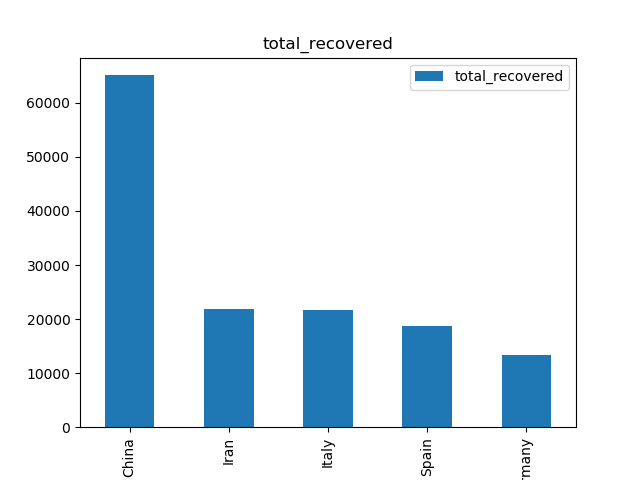 total_recovered
total_recovered
60000
50000
40000
30000
20000
10000
0
China
Iran
Italy
Spain
rmany